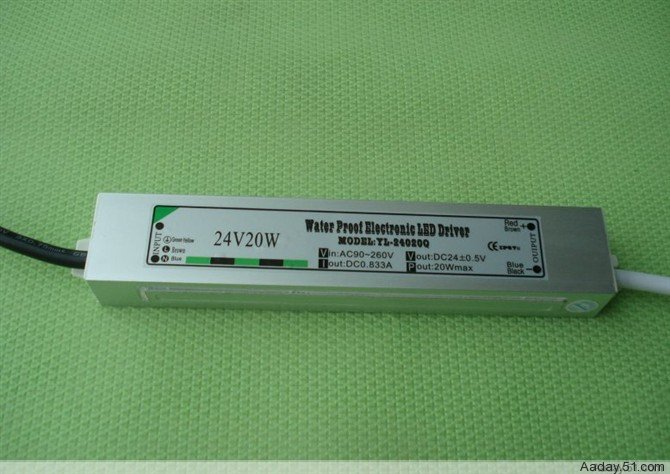 Water Proof Electronic LED Driver
MODEL:YL-24020Q
24V20W
INPUT
Green Yellow
L Brown
N Blue
Vin:AC90~260V
Vout:DC24±0.5V
Iout:DC0.833A
Pout:20Wmax
Red +
Brown
CE
Blue
Black -
OUTPUT
Aaday.51.com